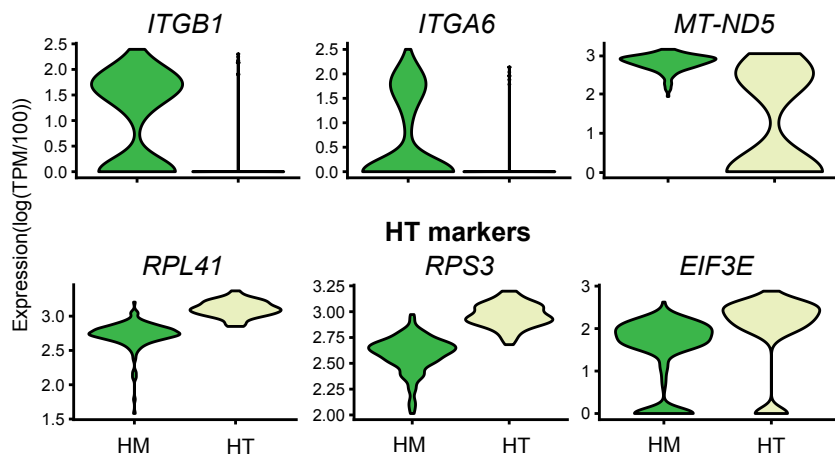 ITGB1 ITGA6 MT-ND5
2.5 2.5 3
2.0 2.0
1.5 1.5 2
1.0 1.0 1
0.5 0.5
0.0 0.0 0
Expression(log(TPM/100))
HT markers
RPL41 RPS3 EIF3E
3.25 3
3.0 3.00
2.75 2
2.5 2.50
2.0 2.25 1
1.5 2.00 0
HM HT HM HT HM HT